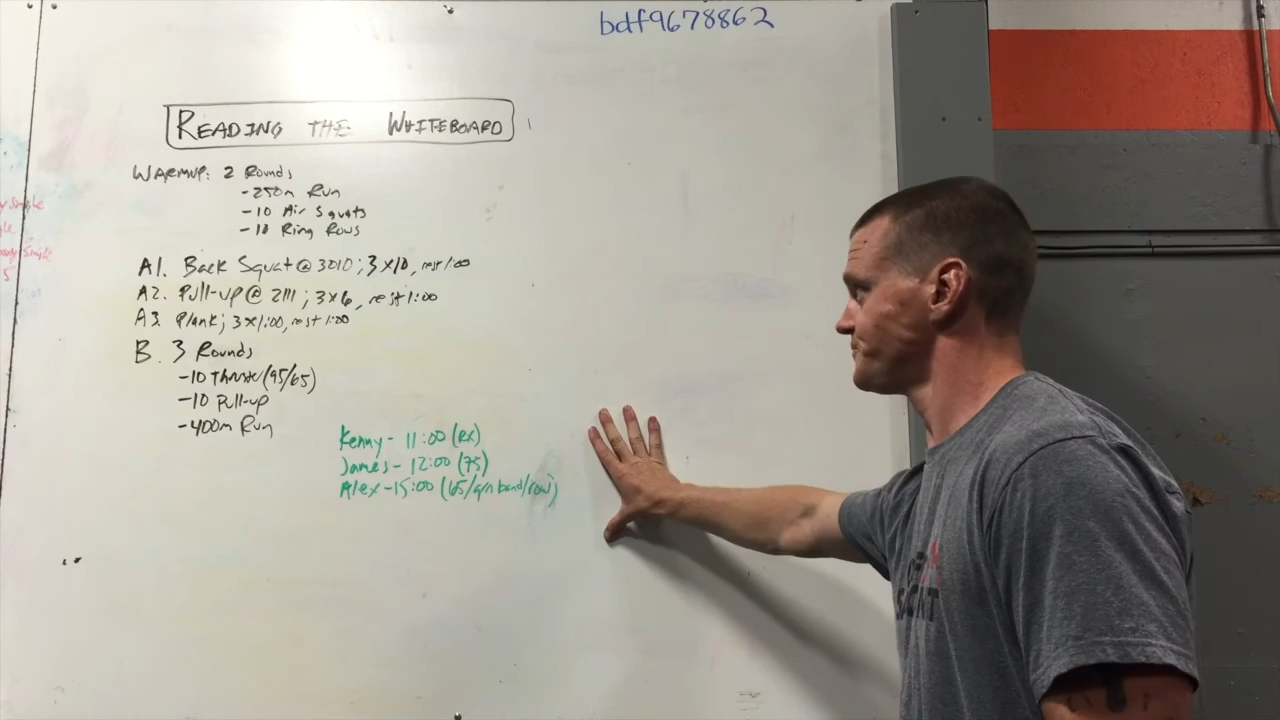 bdf9678862
READING THE WHITEBOARD
WARMUP: 2 Rounds
-250m Run
-10 Air Squats
-10 Ring Rows
A1. Back Squat @ 3010; 3x10, rest 1:00
A2. Pull-up @ 2111; 3x6, rest 1:00
A3. Plank; 3x1:00, rest 1:00
B. 3 Rounds
-10 Thruster (95/65)
-10 Pull-up
-400m Run
Kenny- 11:00 (RX)
James- 12:00 (75)
Alex-15:00 (65/grn band/row)